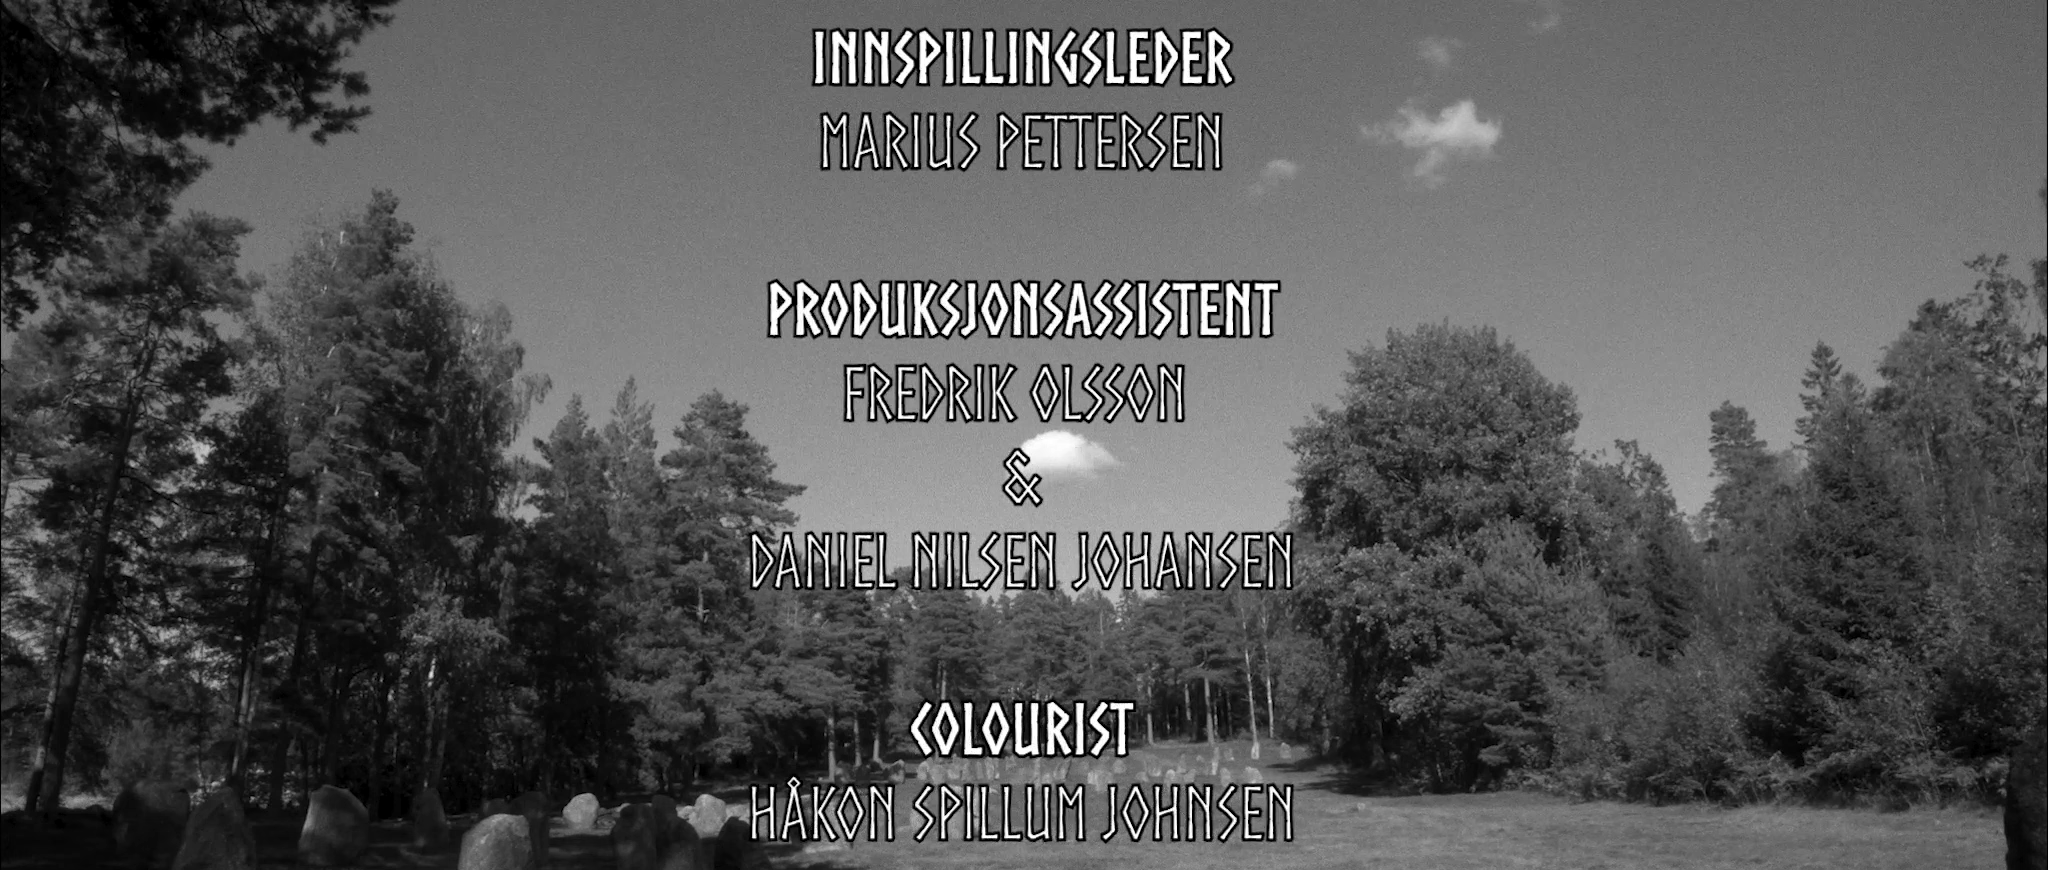 INNSPILLINGSLEDER
MARIUS PETTERSEN
PRODUKSJONSASSISTENT
FREDRIK OLSSON
&
DANIEL NILSEN JOHANSEN
COLOURIST
HÅKON SPILLUM JOHNSEN